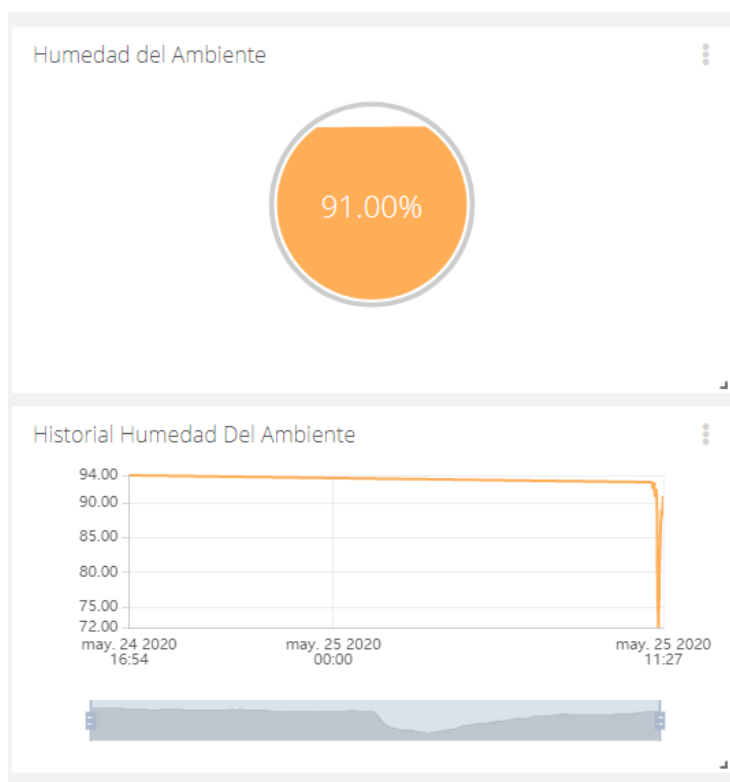 Humedad del Ambiente
91.00%
Historial Humedad Del Ambiente
94.00
90.00
85.00
80.00
75.00
72.00
may. 24 2020 may. 25 2020 may. 25 2020
16:54 00:00 11:27